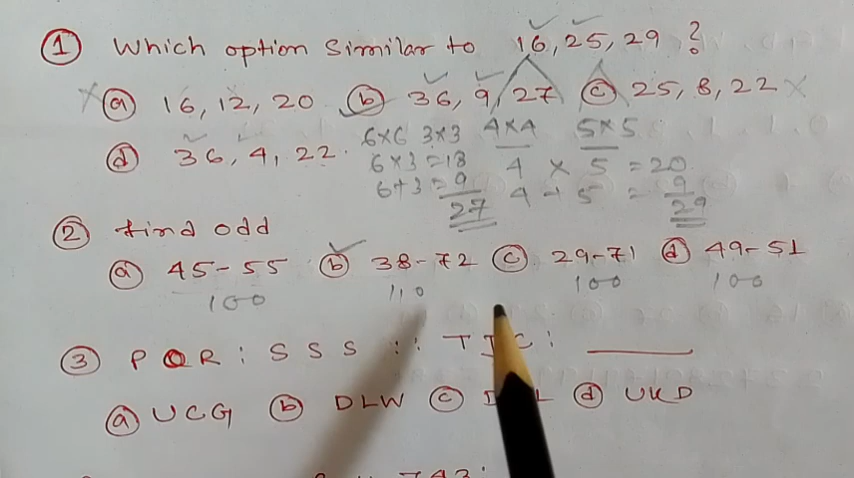 ① Which option similar to 16, 25, 29 ?
ⓐ 16, 12, 20 ⓑ 36, 9, 27 ⓒ 25, 8, 22
ⓓ 36, 4, 22.
6×6 3×3 4×4 5×5
6×3=18 4 × 5 = 20
6+3=9 4 + 5 = 9
27 29
② find odd
ⓐ 45-55 ⓑ 38-72 ⓒ 29-71 ⓓ 49-51
100 110 100 100
③ PQR : SSS ::
ⓐ UCG ⓑ DLW ⓒ ⓓ UKD